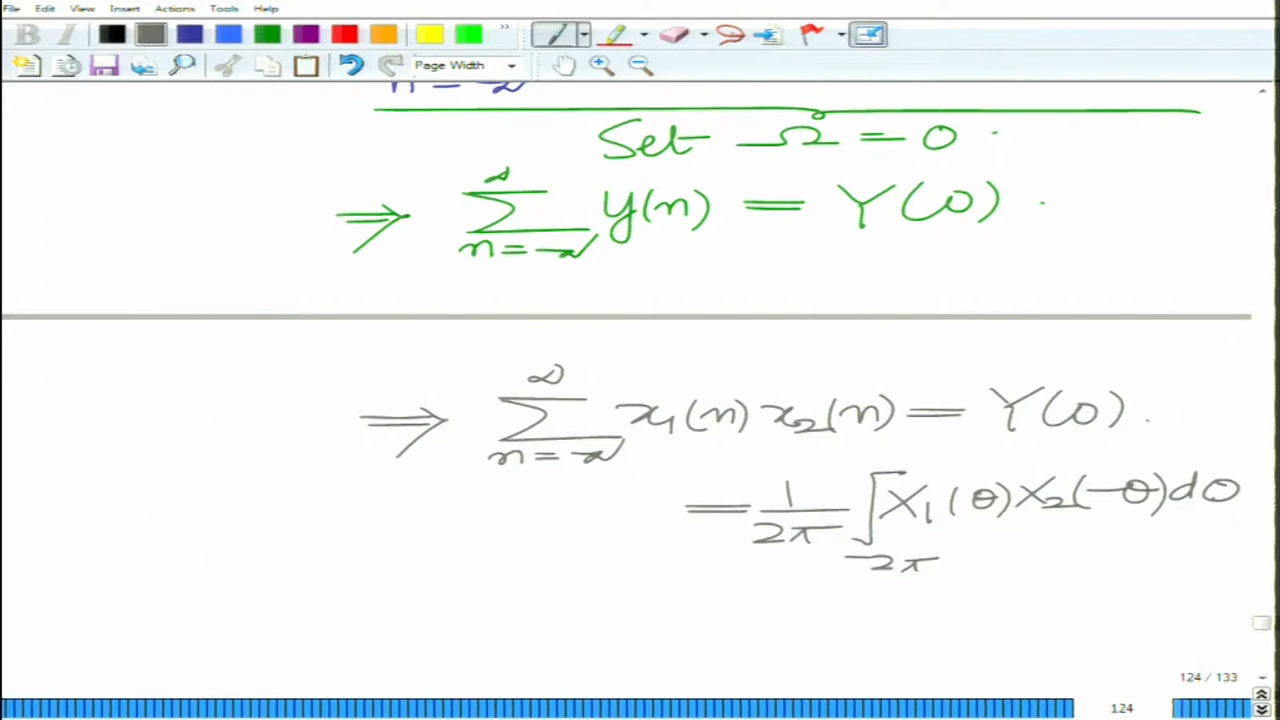 File Edit View Insert Actions Tools Help
B I
Page Width
n = -∞
Set Ω = 0.
⇒ ∑_{n=-∞}^{∞} y(n) = Y(0).
⇒ ∑_{n=-∞}^{∞} x₁(n) x₂(n) = Y(0).
= 1/2π ∫_{2π} X₁(θ) X₂(-θ) dθ
124 / 133
124